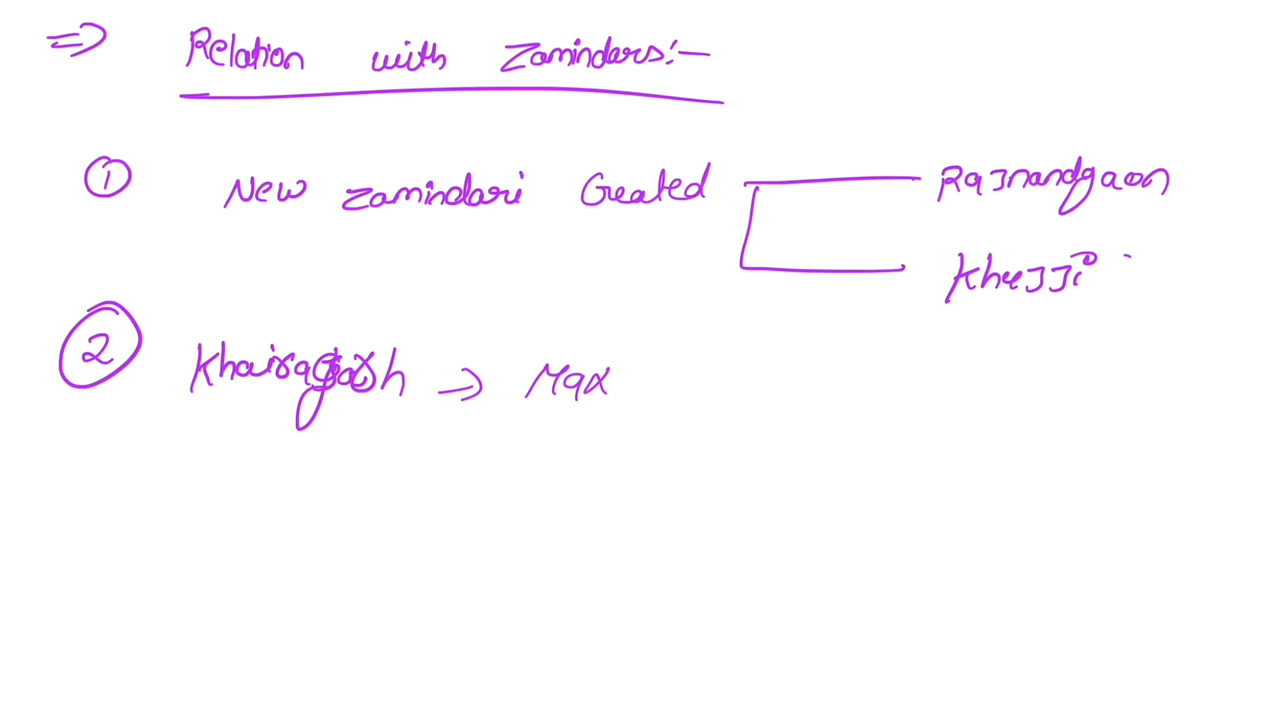 ⇒ Relation with Zaminders:-
① New Zamindari Created Rajnandgaon
Khujji
② Khairagarh → Max